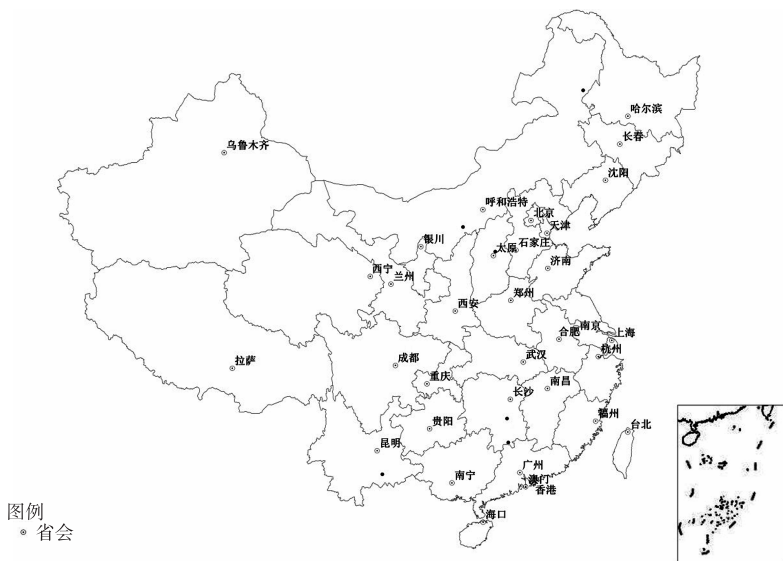 哈尔滨
长春
乌鲁木齐
沈阳
呼和浩特
北京
天津
银川
太原
石家庄
济南
西宁
兰州
郑州
西安
合肥
南京
上海
杭州
武汉
拉萨
成都
重庆
南昌
长沙
福州
贵阳
台北
昆明
广州
南宁
澳门
香港
海口
图例
省会